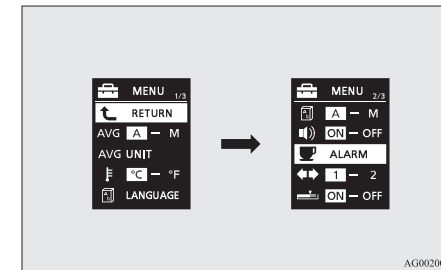 MENU 1/3
RETURN
AVG A – M
AVG UNIT
°C – °F
LANGUAGE
MENU 2/3
A – M
ON – OFF
ALARM
1 – 2
ON – OFF